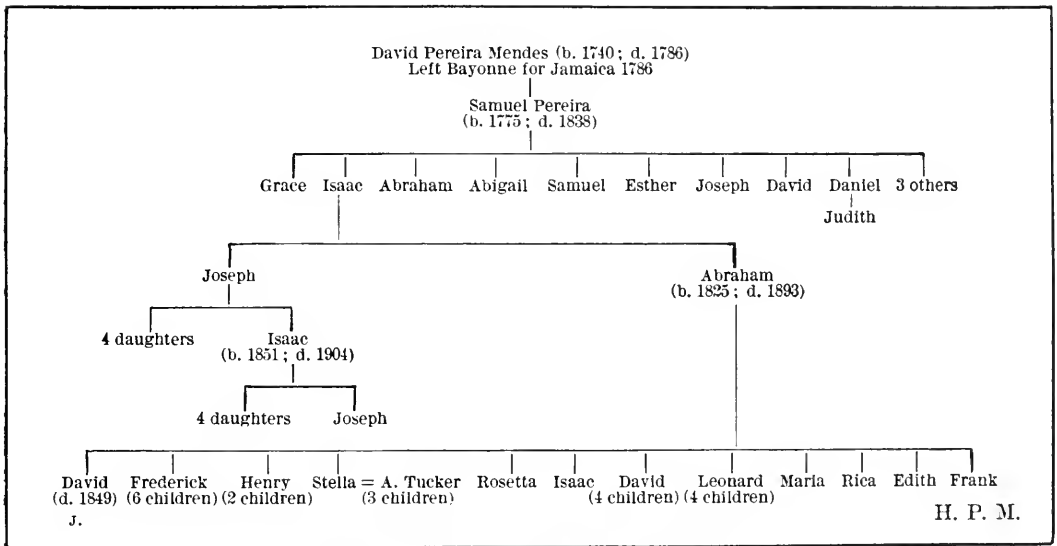 David Pereira Mendes (b. 1740; d. 1786)
Left Bayonne for Jamaica 1786
Samuel Pereira
(b. 1775; d. 1838)
Grace Isaac Abraham Abigail Samuel Esther Joseph David Daniel 3 others
Judith
Joseph Abraham
(b. 1825; d. 1893)
4 daughters Isaac
(b. 1851; d. 1904)
4 daughters Joseph
David Frederick Henry Stella = A. Tucker Rosetta Isaac David Leonard Maria Rica Edith Frank
(d. 1849) (6 children) (2 children) (3 children) (4 children) (4 children)
J. H. P. M.